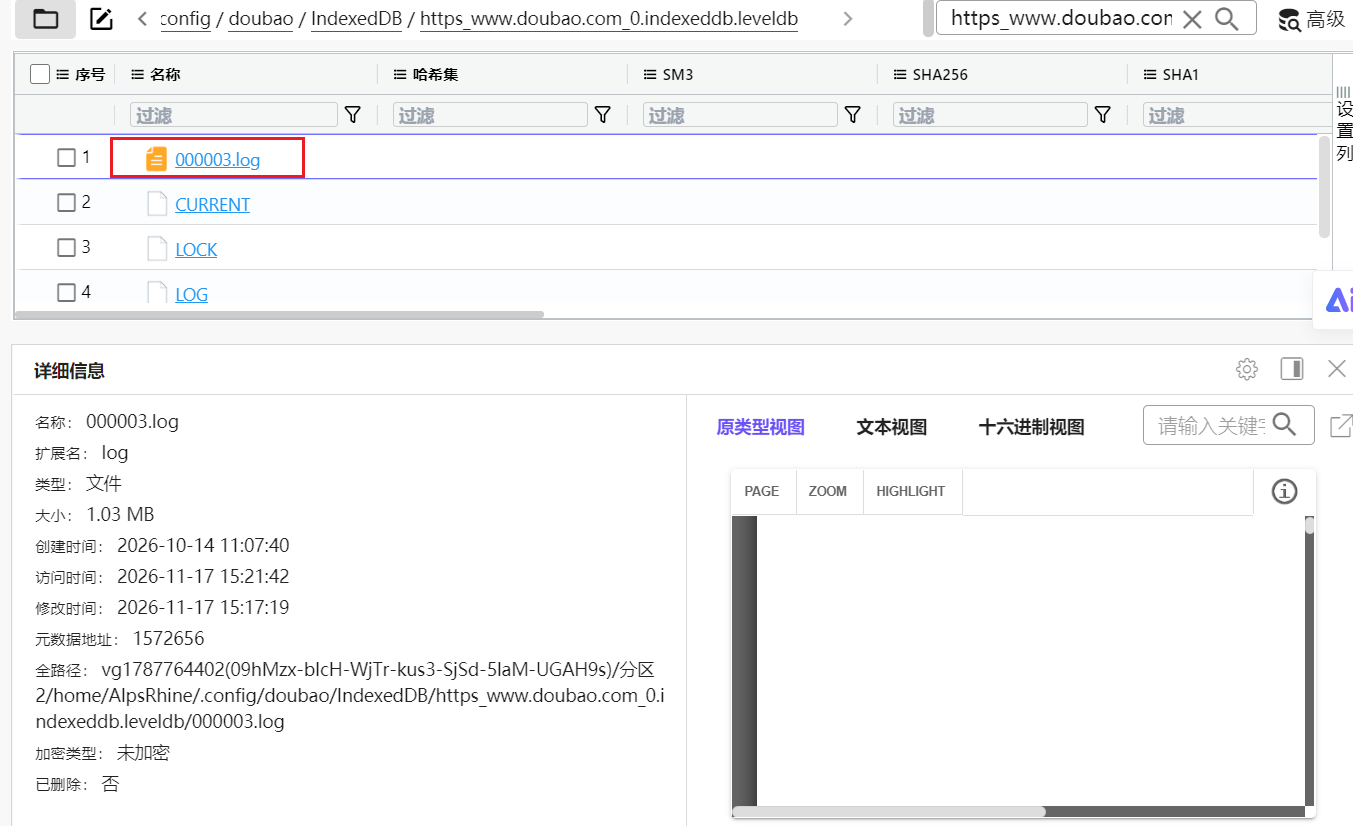 config / doubao / IndexedDB / https_www.doubao.com_0.indexeddb.leveldb
https_www.doubao.con
高级
序号 名称 哈希集 SM3 SHA256 SHA1
过滤 过滤 过滤 过滤 过滤
设置列
1 000003.log
2 CURRENT
3 LOCK
4 LOG
Ai
详细信息
名称： 000003.log
扩展名： log
类型： 文件
大小： 1.03 MB
创建时间： 2026-10-14 11:07:40
访问时间： 2026-11-17 15:21:42
修改时间： 2026-11-17 15:17:19
元数据地址： 1572656
全路径： vg1787764402(09hMzx-bIcH-WjTr-kus3-SjSd-5IaM-UGAH9s)/分区
2/home/AlpsRhine/.config/doubao/IndexedDB/https_www.doubao.com_0.i
ndexeddb.leveldb/000003.log
加密类型： 未加密
已删除： 否
原类型视图 文本视图 十六进制视图
请输入关键字
PAGE ZOOM HIGHLIGHT